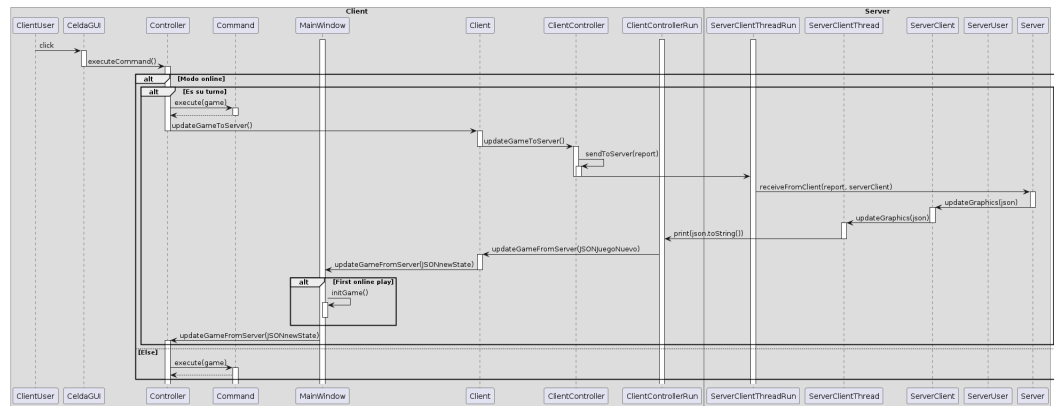 Client
Server
ClientUser
CeldaGUI
Controller
Command
MainWindow
Client
ClientController
ClientControllerRun
ServerClientThreadRun
ServerClientThread
ServerClient
ServerUser
Server
click
executeCommand()
alt [Modo online]
alt [Es su turno]
execute(game)
updateGameToServer()
updateGameToServer()
sendToServer(report)
receiveFromClient(report, serverClient)
updateGraphics(json)
updateGraphics(json)
print(json.toString())
updateGameFromServer(JSONJuegoNuevo)
updateGameFromServer(JSONnewState)
alt [First online play]
initGame()
updateGameFromServer(JSONnewState)
[Else]
execute(game)
ClientUser
CeldaGUI
Controller
Command
MainWindow
Client
ClientController
ClientControllerRun
ServerClientThreadRun
ServerClientThread
ServerClient
ServerUser
Server